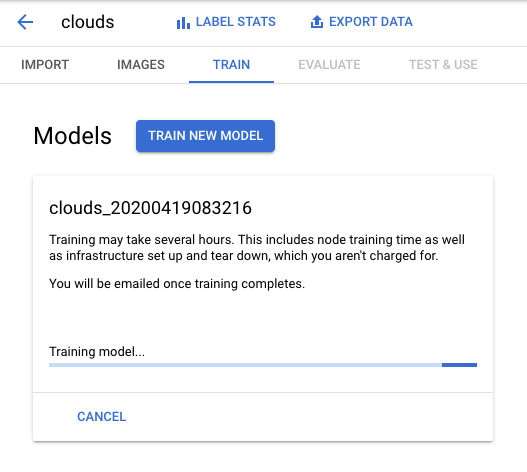 clouds LABEL STATS EXPORT DATA
IMPORT IMAGES TRAIN EVALUATE TEST & USE
Models TRAIN NEW MODEL
clouds_20200419083216
Training may take several hours. This includes node training time as well
as infrastructure set up and tear down, which you aren't charged for.
You will be emailed once training completes.
Training model...
CANCEL